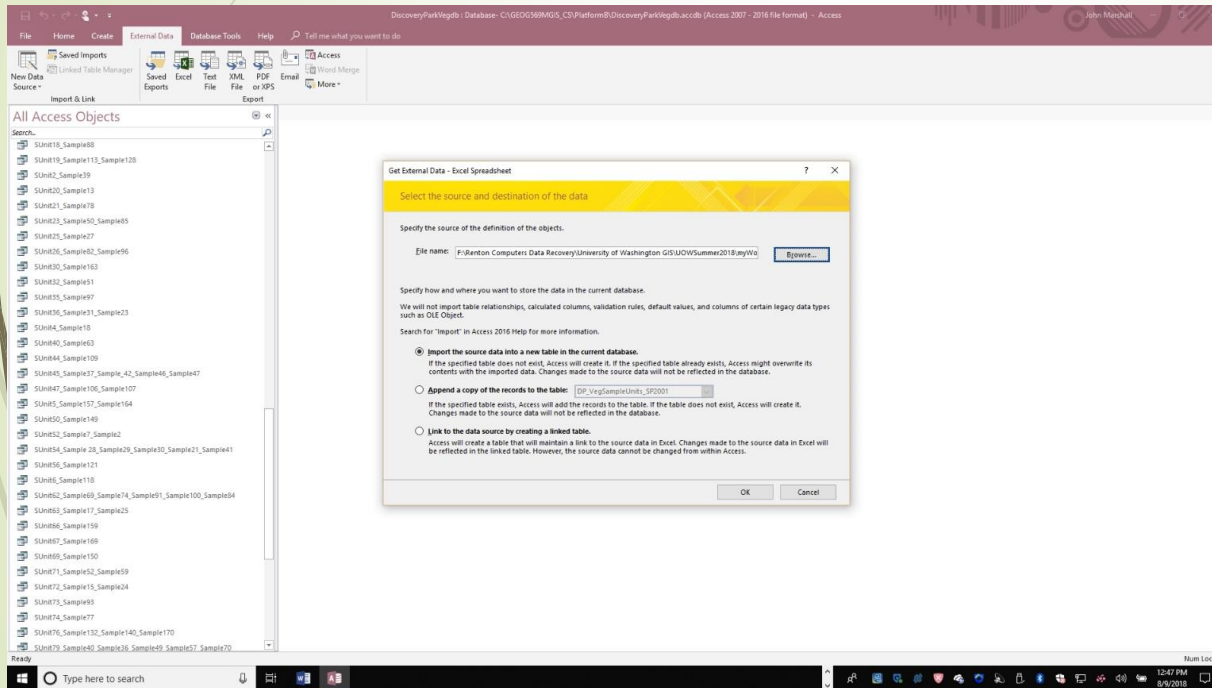 DiscoveryParkVegdb : Database- C:\GEOG569MGIS_CS\Platform8\DiscoveryParkVegdb.accdb (Access 2007 - 2016 file format) - Access
John Marshall
File Home Create External Data Database Tools Help Tell me what you want to do
Saved Imports
Linked Table Manager
New Data Source
Saved Exports
Excel
Text File
XML File
PDF or XPS
Email
Access
Word Merge
More
Import & Link
Export
All Access Objects
Search...
SUnit18_Sample88
SUnit19_Sample113_Sample128
SUnit2_Sample39
SUnit20_Sample13
SUnit21_Sample78
SUnit23_Sample50_Sample85
SUnit25_Sample27
SUnit26_Sample82_Sample96
SUnit30_Sample163
SUnit32_Sample51
SUnit35_Sample97
SUnit36_Sample31_Sample23
SUnit4_Sample18
SUnit40_Sample63
SUnit44_Sample109
SUnit45_Sample37_Sample_42_Sample46_Sample47
SUnit47_Sample106_Sample107
SUnit5_Sample157_Sample164
SUnit50_Sample149
SUnit52_Sample7_Sample2
SUnit54_Sample 28_Sample29_Sample30_Sample21_Sample41
SUnit56_Sample121
SUnit6_Sample118
SUnit62_Sample69_Sample74_Sample91_Sample100_Sample84
SUnit63_Sample17_Sample25
SUnit66_Sample159
SUnit67_Sample169
SUnit69_Sample150
SUnit71_Sample52_Sample59
SUnit72_Sample15_Sample24
SUnit73_Sample93
SUnit74_Sample77
SUnit76_Sample132_Sample140_Sample170
SUnit79_Sample40_Sample36_Sample49_Sample57_Sample70
Get External Data - Excel Spreadsheet
Select the source and destination of the data
Specify the source of the definition of the objects.
File name: F:\Renton Computers Data Recovery\University of Washington GIS\UOWSummer2018\myWo Browse...
Specify how and where you want to store the data in the current database.
We will not import table relationships, calculated columns, validation rules, default values, and columns of certain legacy data types
such as OLE Object.
Search for "Import" in Access 2016 Help for more information.
Import the source data into a new table in the current database.
If the specified table does not exist, Access will create it. If the specified table already exists, Access might overwrite its
contents with the imported data. Changes made to the source data will not be reflected in the database.
Append a copy of the records to the table: DP_VegSampleUnits_SP2001
If the specified table exists, Access will add the records to the table. If the table does not exist, Access will create it.
Changes made to the source data will not be reflected in the database.
Link to the data source by creating a linked table.
Access will create a table that will maintain a link to the source data in Excel. Changes made to the source data in Excel will
be reflected in the linked table. However, the source data cannot be changed from within Access.
OK Cancel
Ready
Num Loc
Type here to search
12:47 PM
8/9/2018